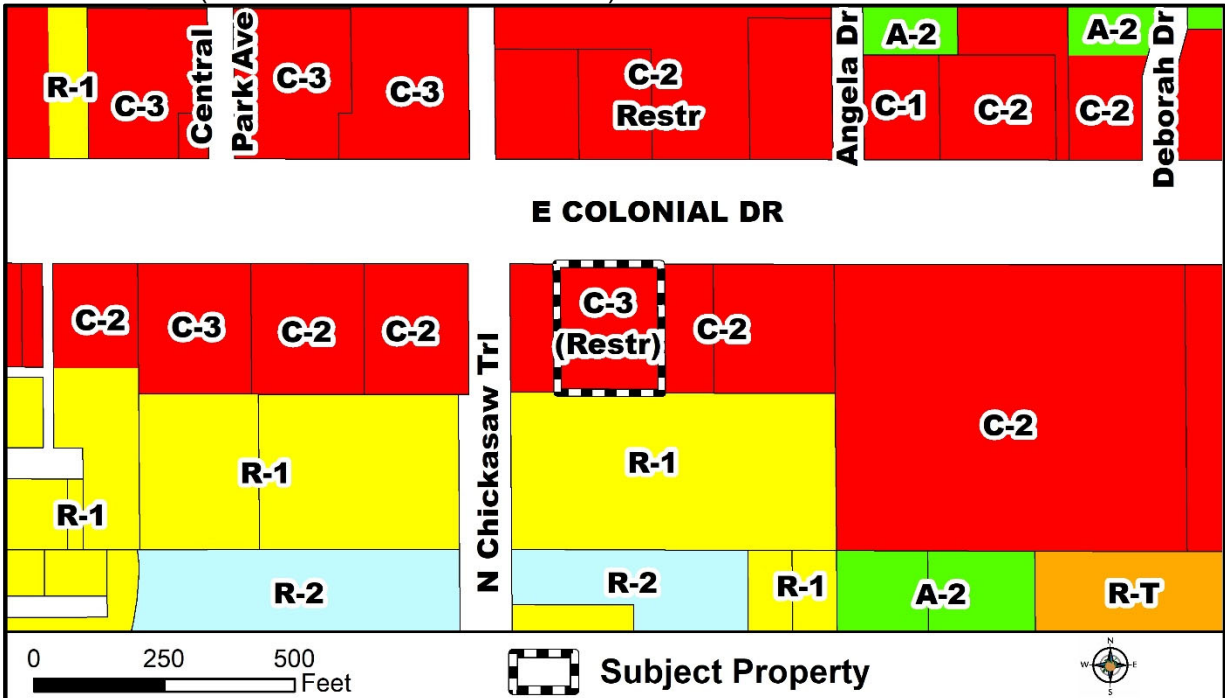 R-1
C-3
Central
Park Ave
C-3
C-3
C-2
Restr
Angela Dr
A-2
C-1
C-2
A-2
C-2
Deborah Dr
E COLONIAL DR
C-2
C-3
C-2
C-2
N Chickasaw Trl
C-3
(Restr)
C-2
C-2
R-1
R-1
R-1
R-2
R-2
R-1
A-2
R-T
0 250 500
Feet
Subject Property
N
W E
S